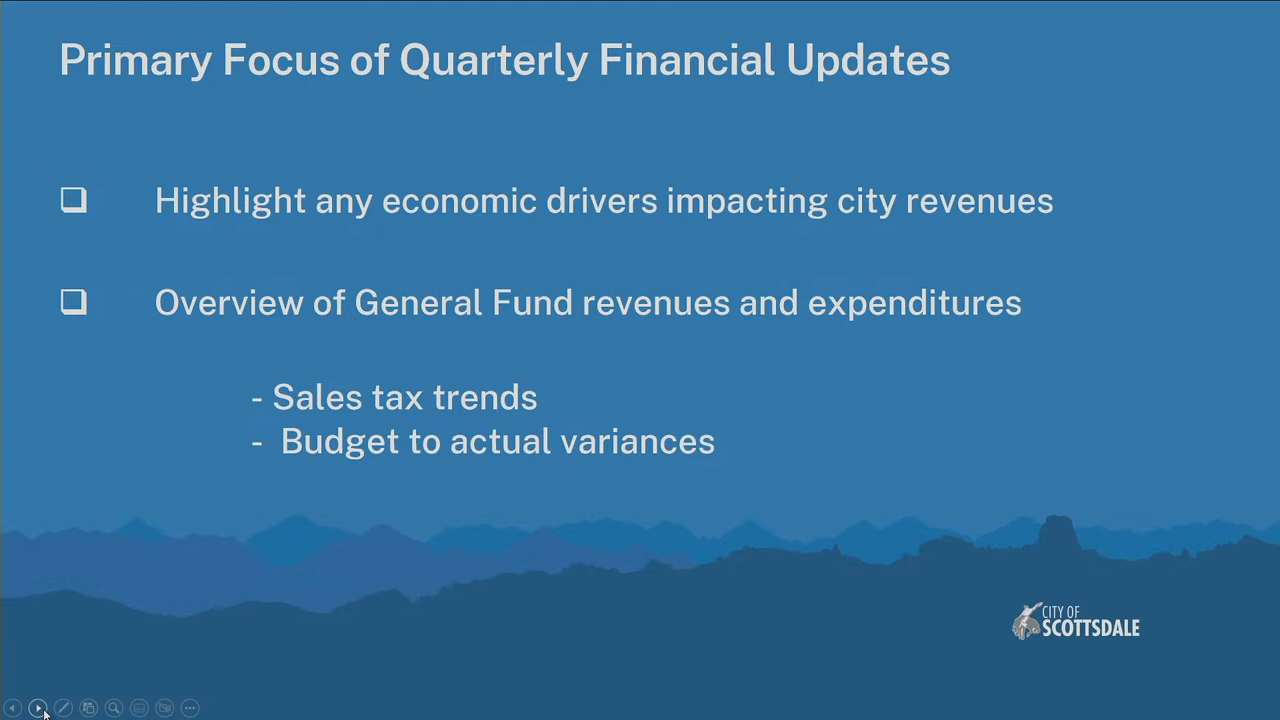 Primary Focus of Quarterly Financial Updates
❑ Highlight any economic drivers impacting city revenues
❑ Overview of General Fund revenues and expenditures
- Sales tax trends
- Budget to actual variances
CITY OF
SCOTTSDALE